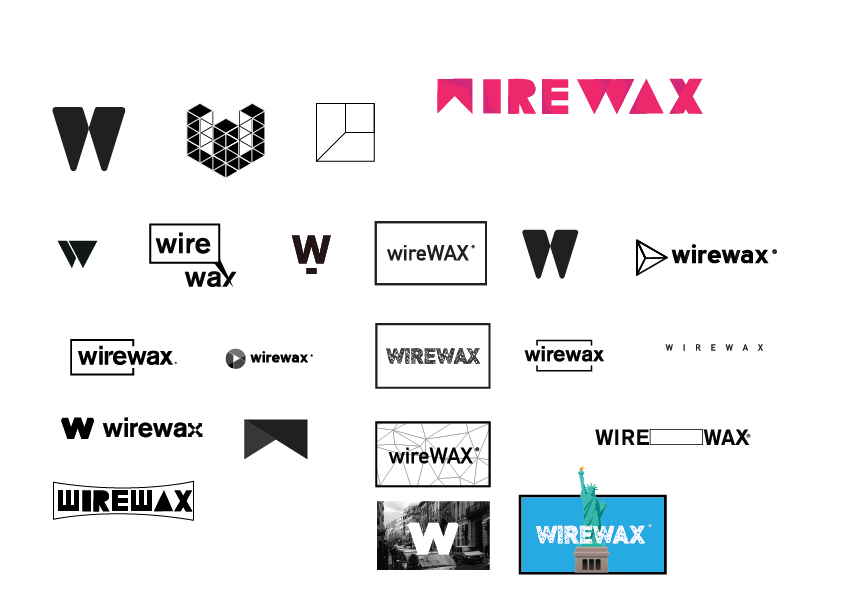 WIREWAX
W
W
W
wire
wax
W
wireWAX®
W
wirewax®
wirewax.
wirewax
WIREWAX
wirewax
W I R E W A X
W wirewax
wireWAX®
WIRE WAX®
WIREWAX
W
WIREWAX